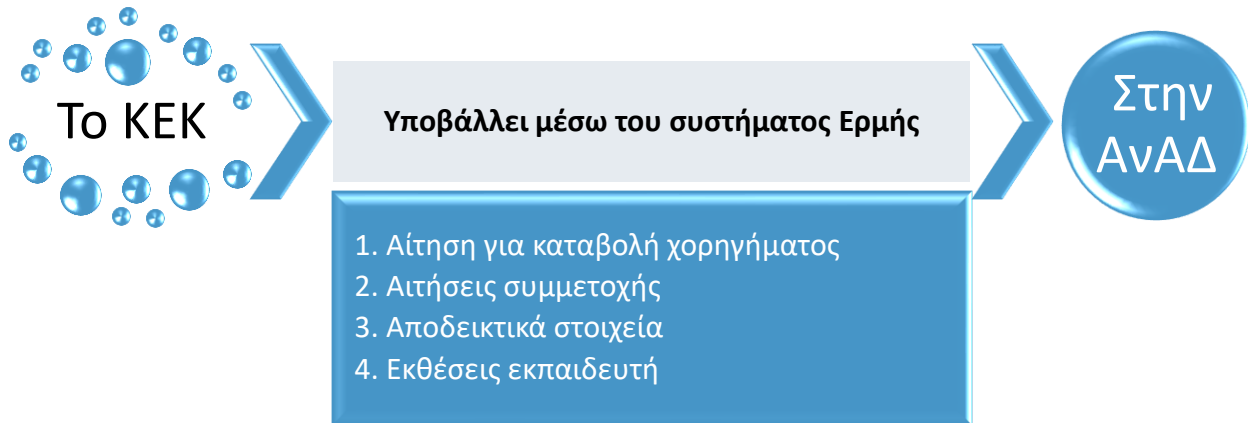 Το ΚΕΚ
Υποβάλλει μέσω του συστήματος Ερμής
1. Αίτηση για καταβολή χορηγήματος
2. Αιτήσεις συμμετοχής
3. Αποδεικτικά στοιχεία
4. Εκθέσεις εκπαιδευτή
Στην
ΑνΑΔ